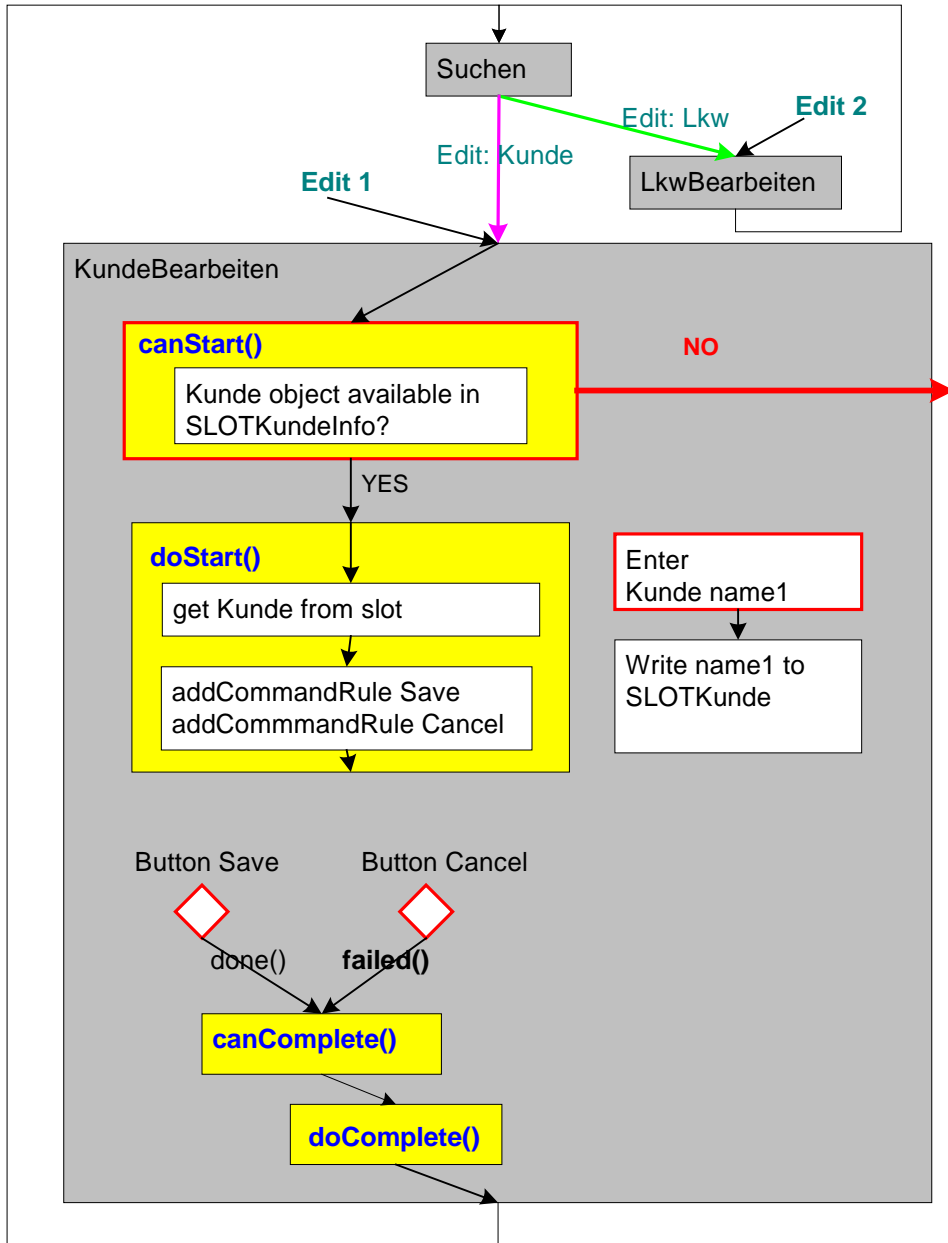 Suchen
Edit 2
Edit: Lkw
Edit: Kunde
Edit 1
LkwBearbeiten
KundeBearbeiten
canStart()
NO
Kunde object available in
SLOTKundeInfo?
YES
doStart()
get Kunde from slot
addCommandRule Save
addCommmandRule Cancel
Enter
Kunde name1
Write name1 to
SLOTKunde
Button Save
Button Cancel
done()
failed()
canComplete()
doComplete()